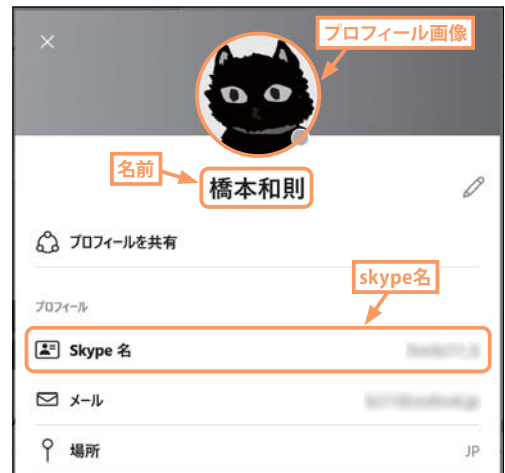 プロフィール画像
名前
橋本和則
プロフィールを共有
skype名
プロフィール
Skype 名
メール
場所 JP